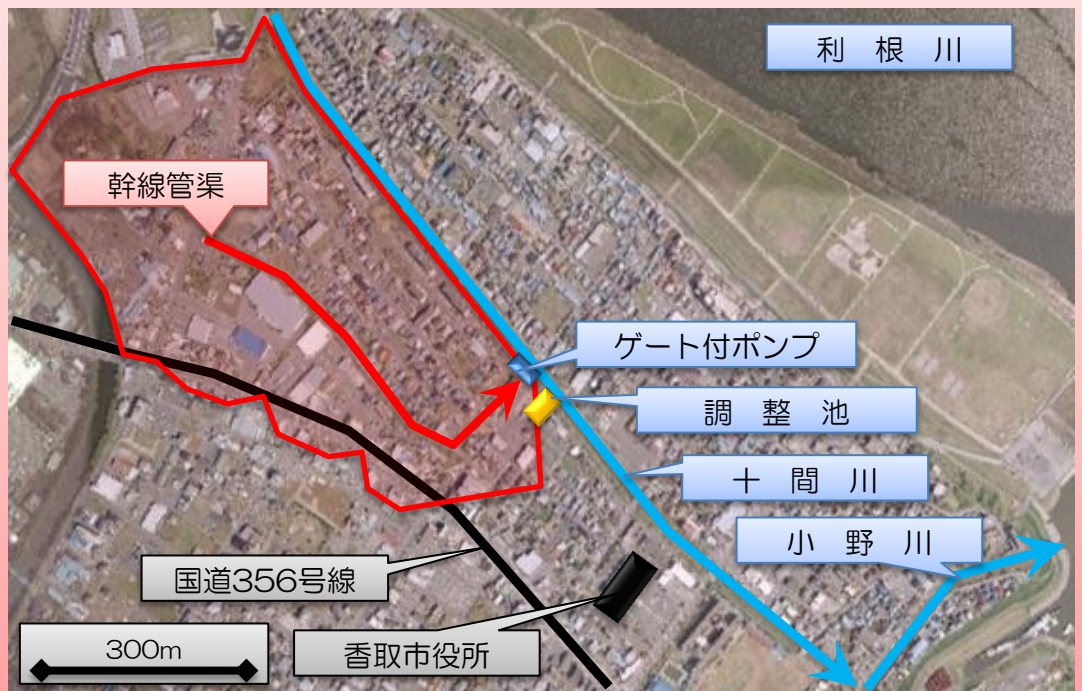 利根川
幹線管渠
ゲート付ポンプ
調整池
十間川
小野川
国道356号線
300m
香取市役所